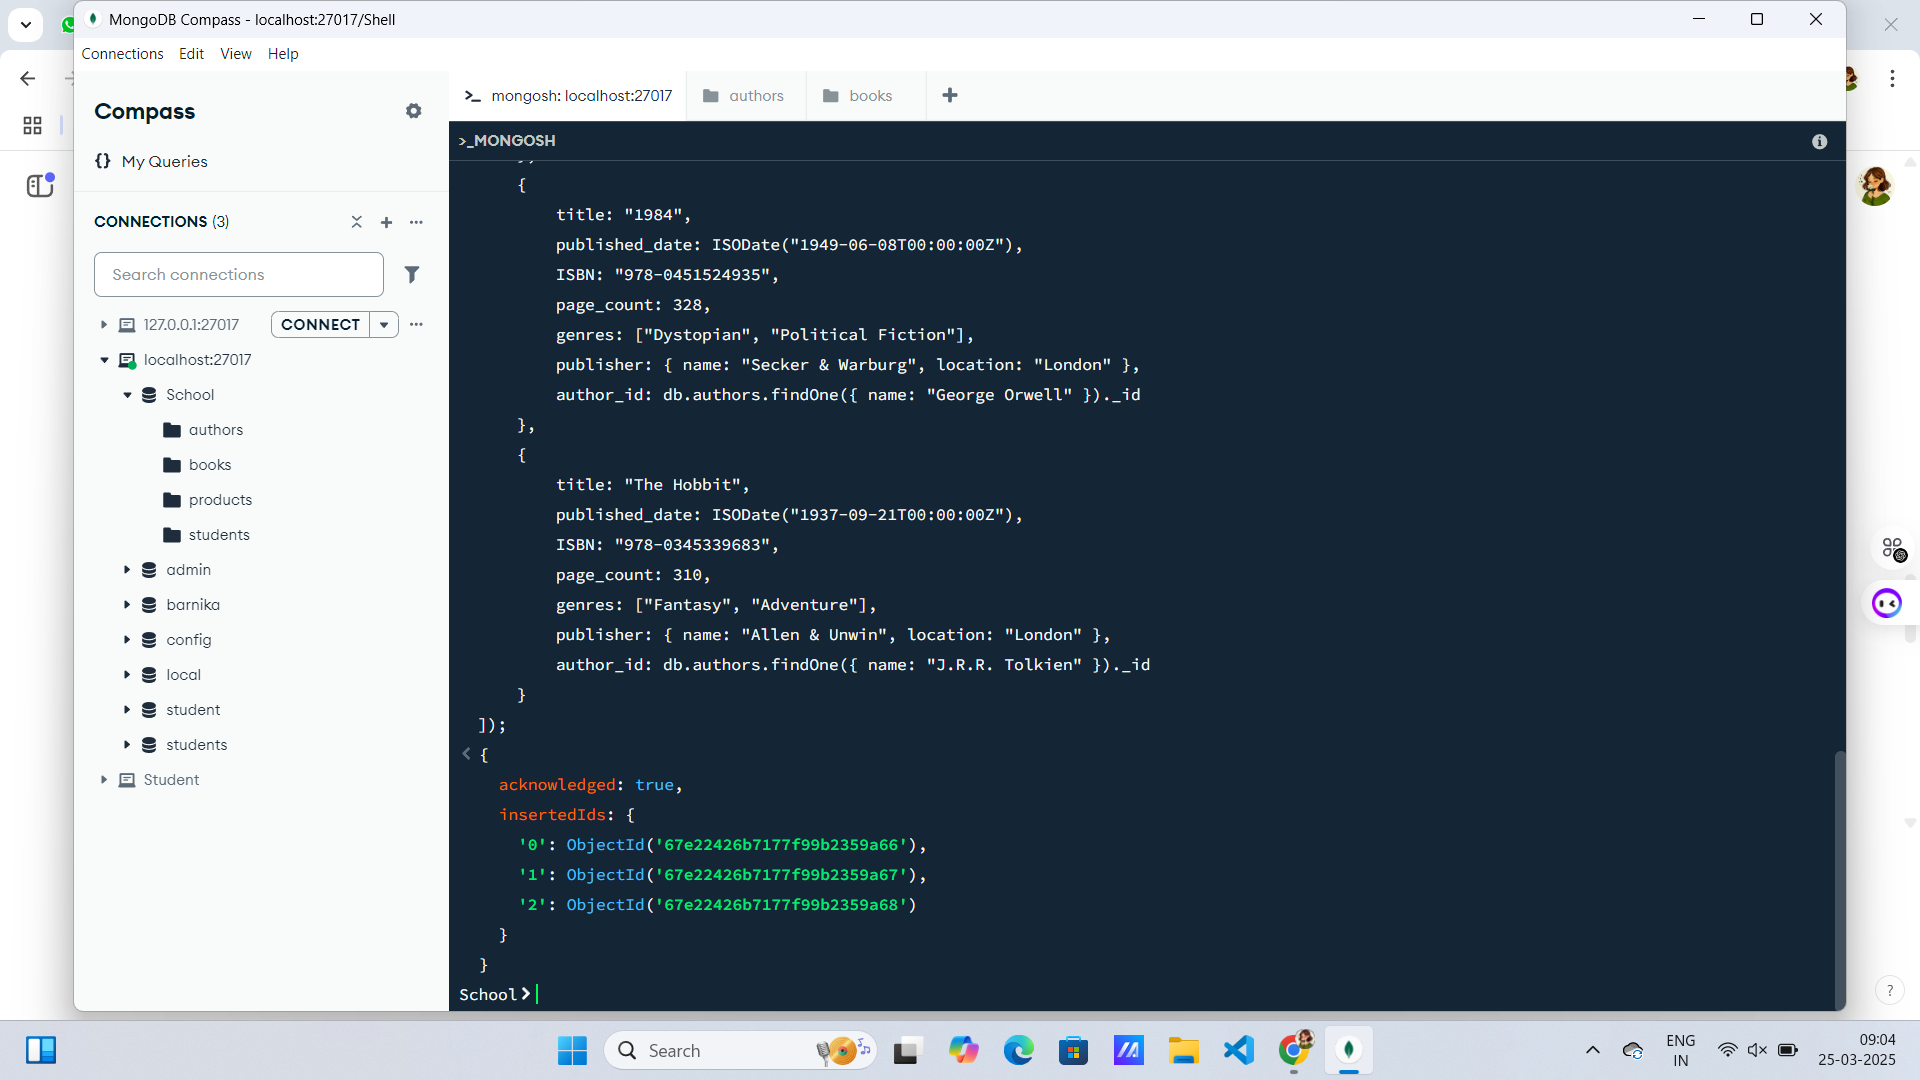 MongoDB Compass - localhost:27017/Shell
Connections Edit View Help
Compass
My Queries
CONNECTIONS (3)
Search connections
127.0.0.1:27017 CONNECT
localhost:27017
School
authors
books
products
students
admin
barnika
config
local
student
students
Student
>_ mongosh: localhost:27017 authors books +
>_MONGOSH
{
title: "1984",
published_date: ISODate("1949-06-08T00:00:00Z"),
ISBN: "978-0451524935",
page_count: 328,
genres: ["Dystopian", "Political Fiction"],
publisher: { name: "Secker & Warburg", location: "London" },
author_id: db.authors.findOne({ name: "George Orwell" })._id
},
{
title: "The Hobbit",
published_date: ISODate("1937-09-21T00:00:00Z"),
ISBN: "978-0345339683",
page_count: 310,
genres: ["Fantasy", "Adventure"],
publisher: { name: "Allen & Unwin", location: "London" },
author_id: db.authors.findOne({ name: "J.R.R. Tolkien" })._id
}
]);
< {
acknowledged: true,
insertedIds: {
'0': ObjectId('67e22426b7177f99b2359a66'),
'1': ObjectId('67e22426b7177f99b2359a67'),
'2': ObjectId('67e22426b7177f99b2359a68')
}
}
School>
?
Search
ENG
IN
09:04
25-03-2025